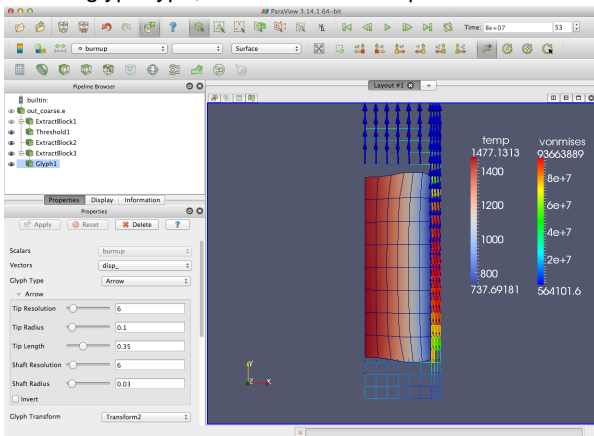 ParaView 3.14.1 64-bit
Time: 8e+07 53
burnup Surface
Pipeline Browser
Layout #1
builtin:
out_coarse.e
ExtractBlock1
Threshold1
ExtractBlock2
ExtractBlock3
Glyph1
Properties Display Information
Properties
Apply Reset Delete ?
Scalars burnup
Vectors disp_
Glyph Type Arrow
Arrow
Tip Resolution 6
Tip Radius 0.1
Tip Length 0.35
Shaft Resolution 6
Shaft Radius 0.03
Invert
Glyph Transform Transform2
temp
1477.1313
1400
1200
1000
800
737.69181
vonmises
93663889
8e+7
6e+7
4e+7
2e+7
564101.6
Y
Z X